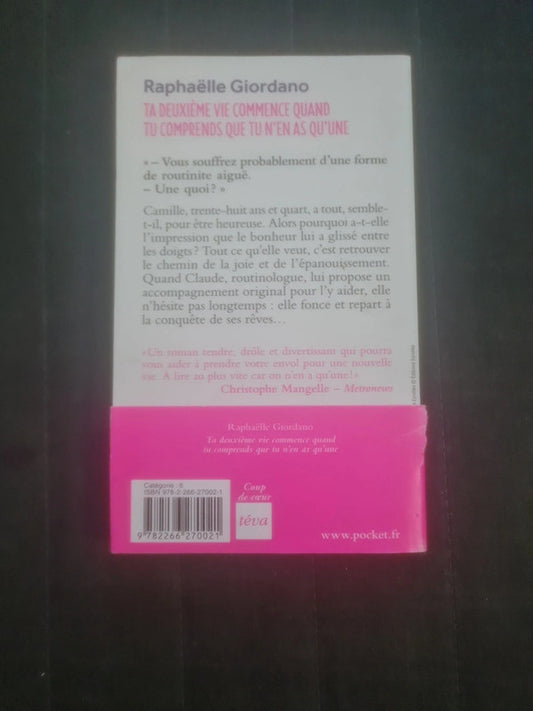 Raphaëlle Giordano
TA DEUXIÈME VIE COMMENCE QUAND
TU COMPRENDS QUE TU N'EN AS QU'UNE
« – Vous souffrez probablement d'une forme
de routinite aiguë.
– Une quoi ? »
Camille, trente-huit ans et quart, a tout, semble-
t-il, pour être heureuse. Alors pourquoi a-t-elle
l'impression que le bonheur lui a glissé entre
les doigts ? Tout ce qu'elle veut, c'est retrouver
le chemin de la joie et de l'épanouissement.
Quand Claude, routinologue, lui propose un
accompagnement original pour l'y aider, elle
n'hésite pas longtemps : elle fonce et repart à
la conquête de ses rêves…
« Un roman tendre, drôle et divertissant qui pourra
vous aider à prendre votre envol pour une nouvelle
vie. À lire au plus vite car on n'en a qu'une ! »
Christophe Mangelle – Metronews
Raphaëlle Giordano
Ta deuxième vie commence quand
tu comprends que tu n'en as qu'une
Catégorie : 6
ISBN 978-2-266-27002-1
9 782266 270021
Coup
de cœur
téva
www.pocket.fr